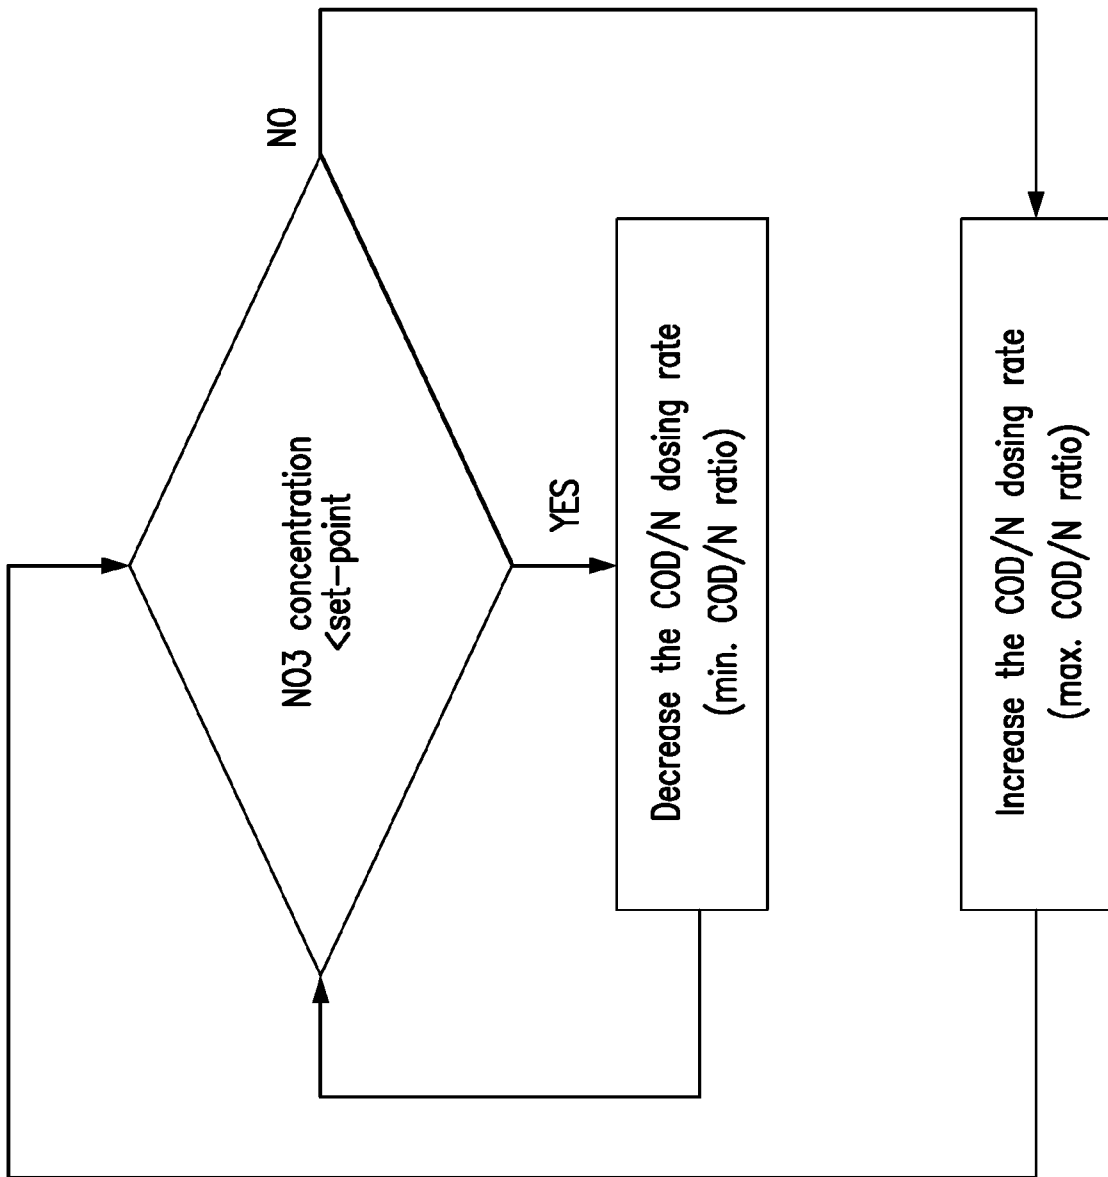 NO3 concentration
<set-point
NO
YES
Decrease the COD/N dosing rate
(min. COD/N ratio)
Increase the COD/N dosing rate
(max. COD/N ratio)